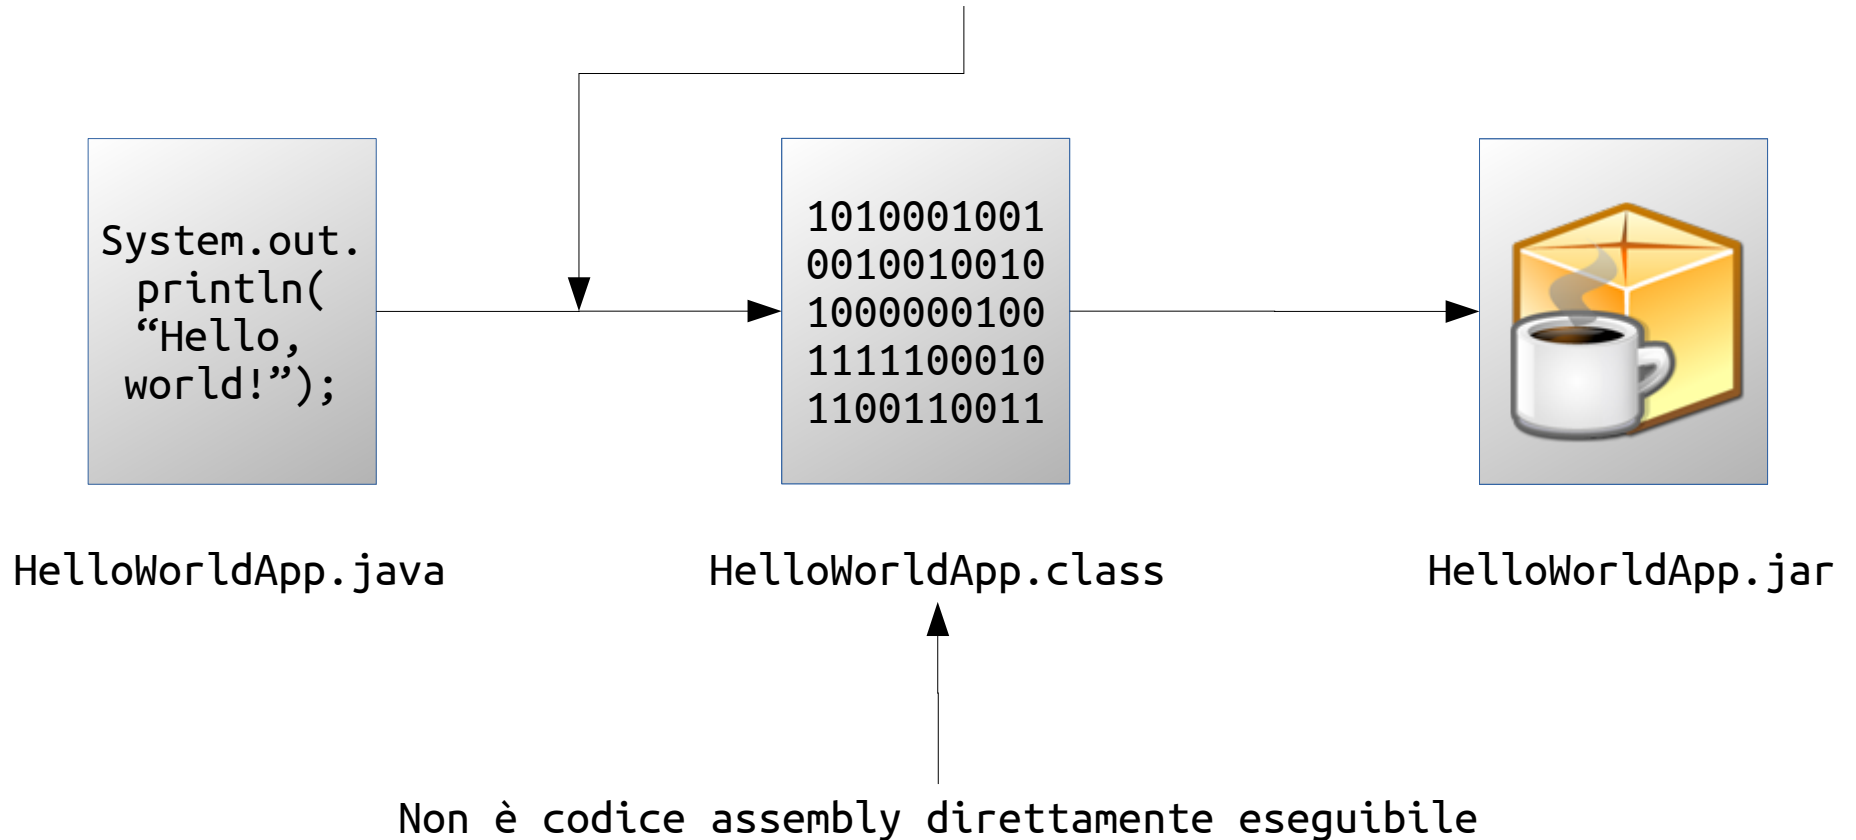 System.out.
println(
“Hello,
world!”);
1010001001
0010010010
1000000100
1111100010
1100110011
HelloWorldApp.java
HelloWorldApp.class
HelloWorldApp.jar
Non è codice assembly direttamente eseguibile